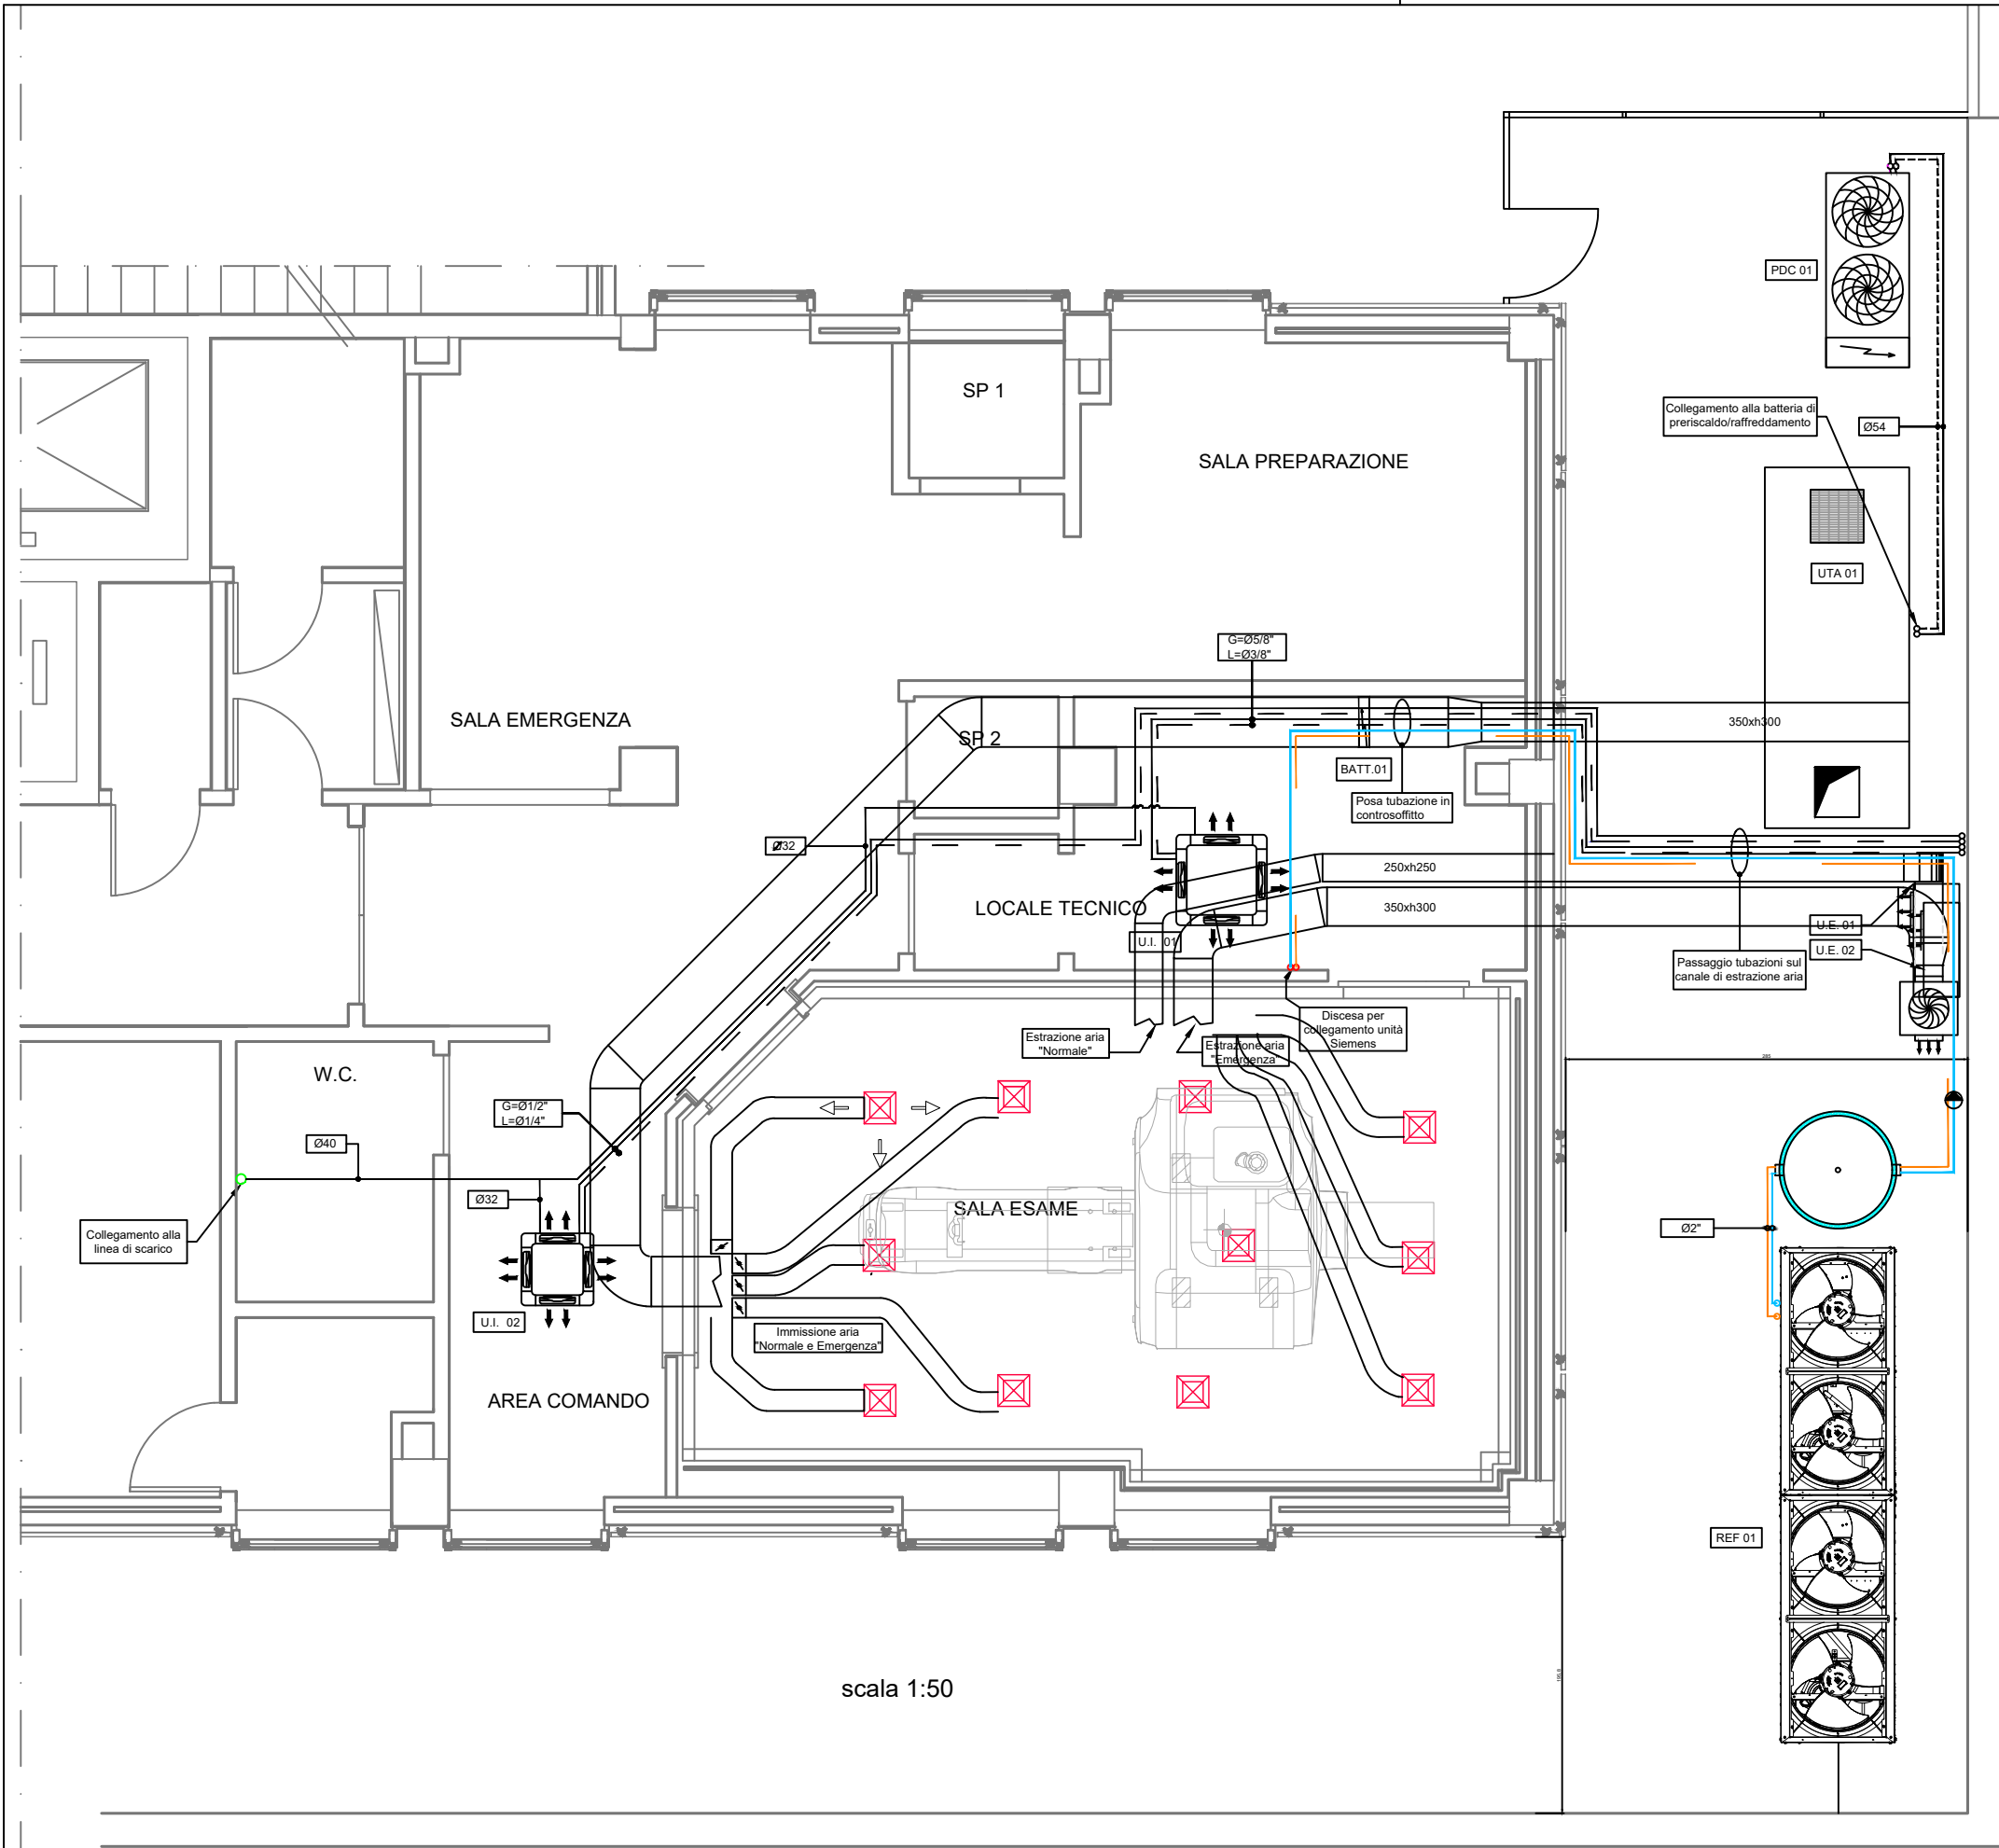 PDC 01
SP 1
Collegamento alla batteria di
preriscaldo/raffreddamento
Ø54
SALA PREPARAZIONE
UTA 01
G=Ø5/8"
L=Ø3/8"
SALA EMERGENZA
SP 2
350xh300
BATT.01
Posa tubazione in
controsoffitto
Ø32
250xh250
LOCALE TECNICO
350xh300
U.I. 01
U.E. 01
U.E. 02
Passaggio tubazioni sul
canale di estrazione aria
Estrazione aria
"Normale"
Estrazione aria
"Emergenza"
Discesa per
collegamento unità
Siemens
285
W.C.
G=Ø1/2"
L=Ø1/4"
Ø40
Ø32
SALA ESAME
Collegamento alla
linea di scarico
Ø2"
U.I. 02
Immissione aria
"Normale e Emergenza"
AREA COMANDO
REF 01
scala 1:50